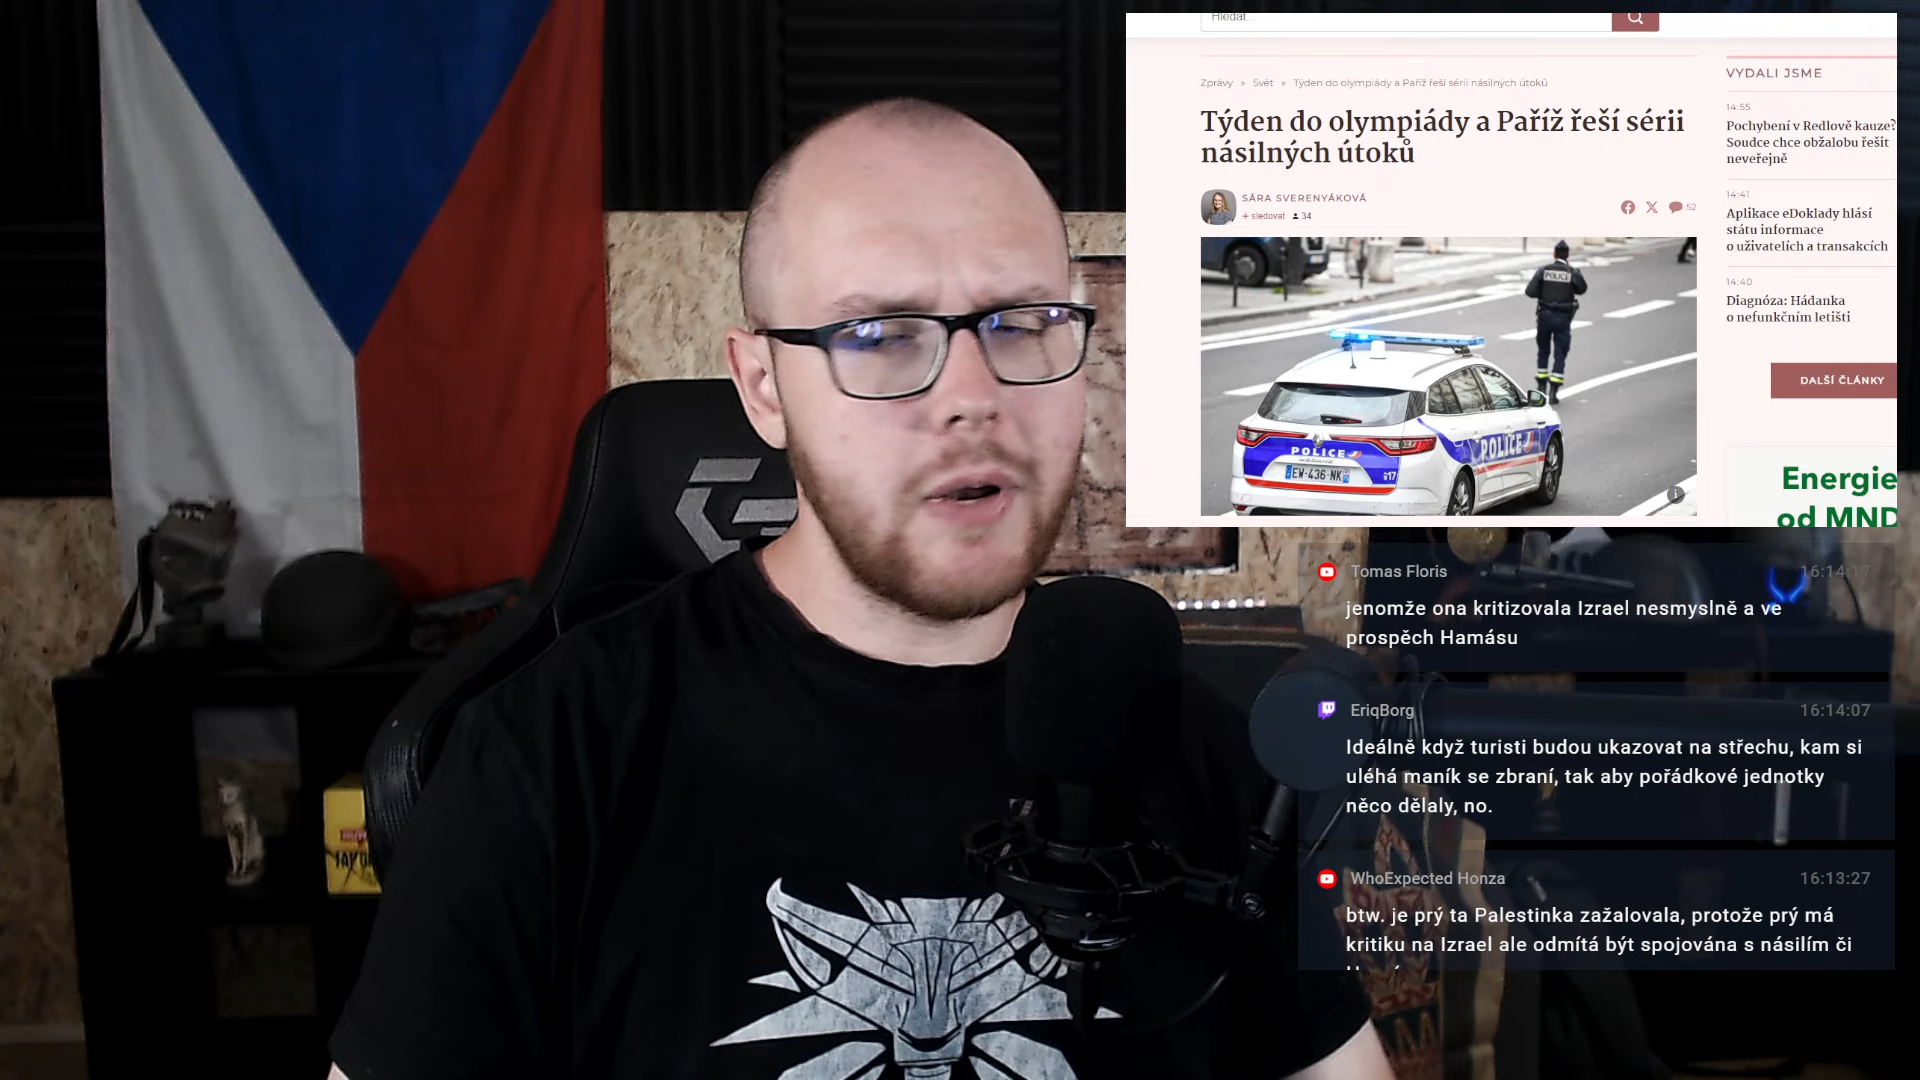 Hledat...
Zprávy » Svět » Týden do olympiády a Paříž řeší sérii násilných útoků
Týden do olympiády a Paříž řeší sérii
násilných útoků
SÁRA SVERENYÁKOVÁ
+ sledovat 34
52
POLICE
POLICE
POLICE
EW-436-NK
917
VYDALI JSME
14:55
Pochybení v Redlově kauze?
Soudce chce obžalobu řešit
neveřejně
14:41
Aplikace eDoklady hlásí
státu informace
o uživatelích a transakcích
14:40
Diagnóza: Hádanka
o nefunkčním letišti
DALŠÍ ČLÁNKY
Energie
od MND
Tomas Floris 16:14:17
jenomže ona kritizovala Izrael nesmyslně a ve
prospěch Hamásu
EriqBorg 16:14:07
Ideálně když turisti budou ukazovat na střechu, kam si
uléhá maník se zbraní, tak aby pořádkové jednotky
něco dělaly, no.
WhoExpected Honza 16:13:27
btw. je prý ta Palestinka zažalovala, protože prý má
kritiku na Izrael ale odmítá být spojována s násilím či